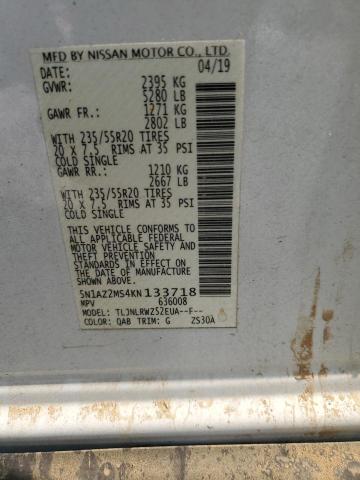 MFD BY NISSAN MOTOR CO., LTD.
DATE: 04/19
GVWR: 2395 KG
5280 LB
GAWR FR.: 1271 KG
2802 LB
WITH 235/55R20 TIRES
20 X 7.5 RIMS AT 35 PSI
COLD SINGLE
GAWR RR.: 1210 KG
2667 LB
WITH 235/55R20 TIRES
20 X 7.5 RIMS AT 35 PSI
COLD SINGLE
THIS VEHICLE CONFORMS TO ALL
APPLICABLE FEDERAL
MOTOR VEHICLE SAFETY AND
THEFT PREVENTION
STANDARDS IN EFFECT ON THE
DATE OF MANUFACTURE
SHOWN ABOVE.
5N1AZ2MS4KN133718
MPV 636008
MODEL: TLJNLRWZS2EUA--F--
COLOR: QAB TRIM: G ZS30A
8